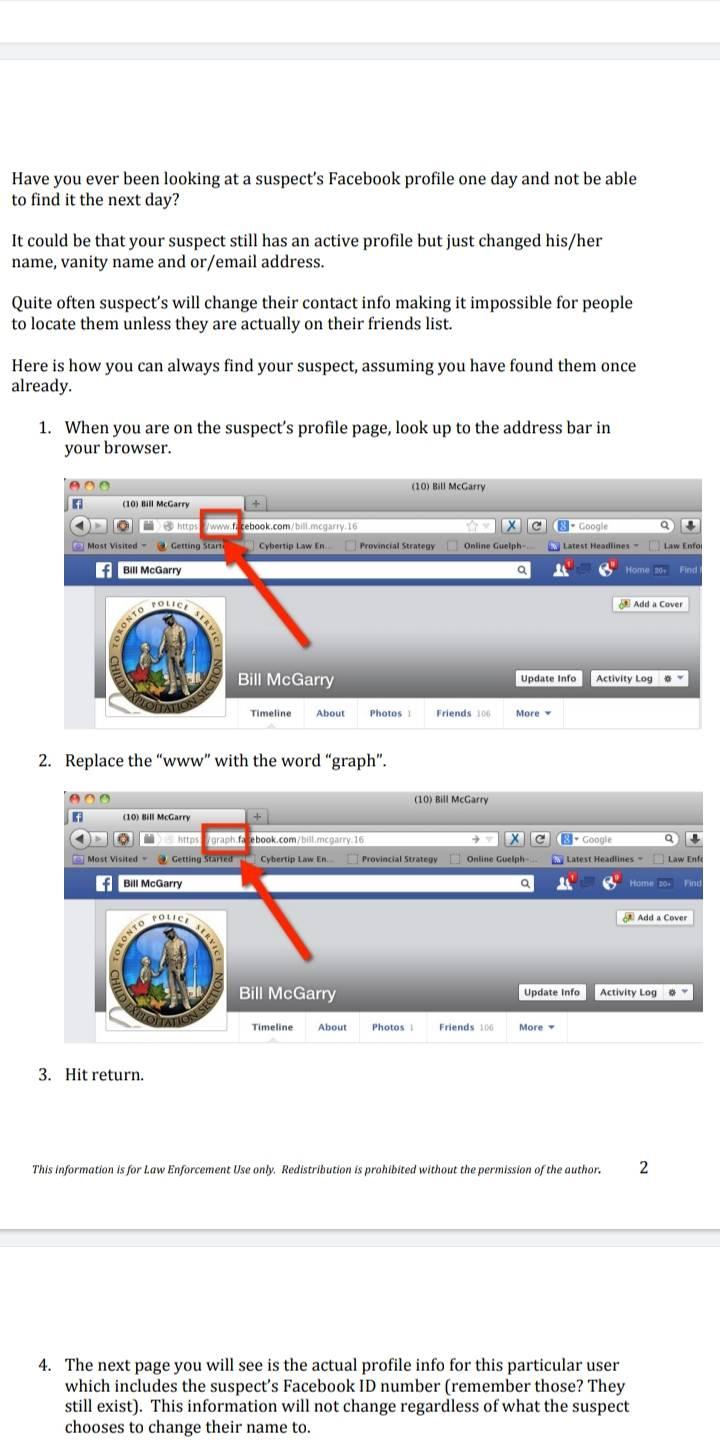 Have you ever been looking at a suspect's Facebook profile one day and not be able
to find it the next day?
It could be that your suspect still has an active profile but just changed his/her
name, vanity name and or/email address.
Quite often suspect's will change their contact info making it impossible for people
to locate them unless they are actually on their friends list.
Here is how you can always find your suspect, assuming you have found them once
already.
1. When you are on the suspect's profile page, look up to the address bar in
your browser.
(10) Bill McGarry
(10) Bill McGarry
https://www.facebook.com/bill.mcgarry.16
Google
Most Visited Getting Started Cybertip Law En... Provincial Strategy Online Guelph-... Latest Headlines Law Enfo
Bill McGarry
Home 20+ Find
Add a Cover
TORONTO POLICE SERVICE
CHILD EXPLOITATION SECTION
Bill McGarry
Update Info Activity Log
Timeline About Photos 1 Friends 106 More
2. Replace the "www" with the word "graph".
(10) Bill McGarry
(10) Bill McGarry
https://graph.facebook.com/bill.mcgarry.16
Google
Most Visited Getting Started Cybertip Law En... Provincial Strategy Online Guelph-... Latest Headlines Law Enfo
Bill McGarry
Home 20+ Find
Add a Cover
TORONTO POLICE SERVICE
CHILD EXPLOITATION SECTION
Bill McGarry
Update Info Activity Log
Timeline About Photos 1 Friends 106 More
3. Hit return.
This information is for Law Enforcement Use only. Redistribution is prohibited without the permission of the author. 2
4. The next page you will see is the actual profile info for this particular user
which includes the suspect's Facebook ID number (remember those? They
still exist). This information will not change regardless of what the suspect
chooses to change their name to.